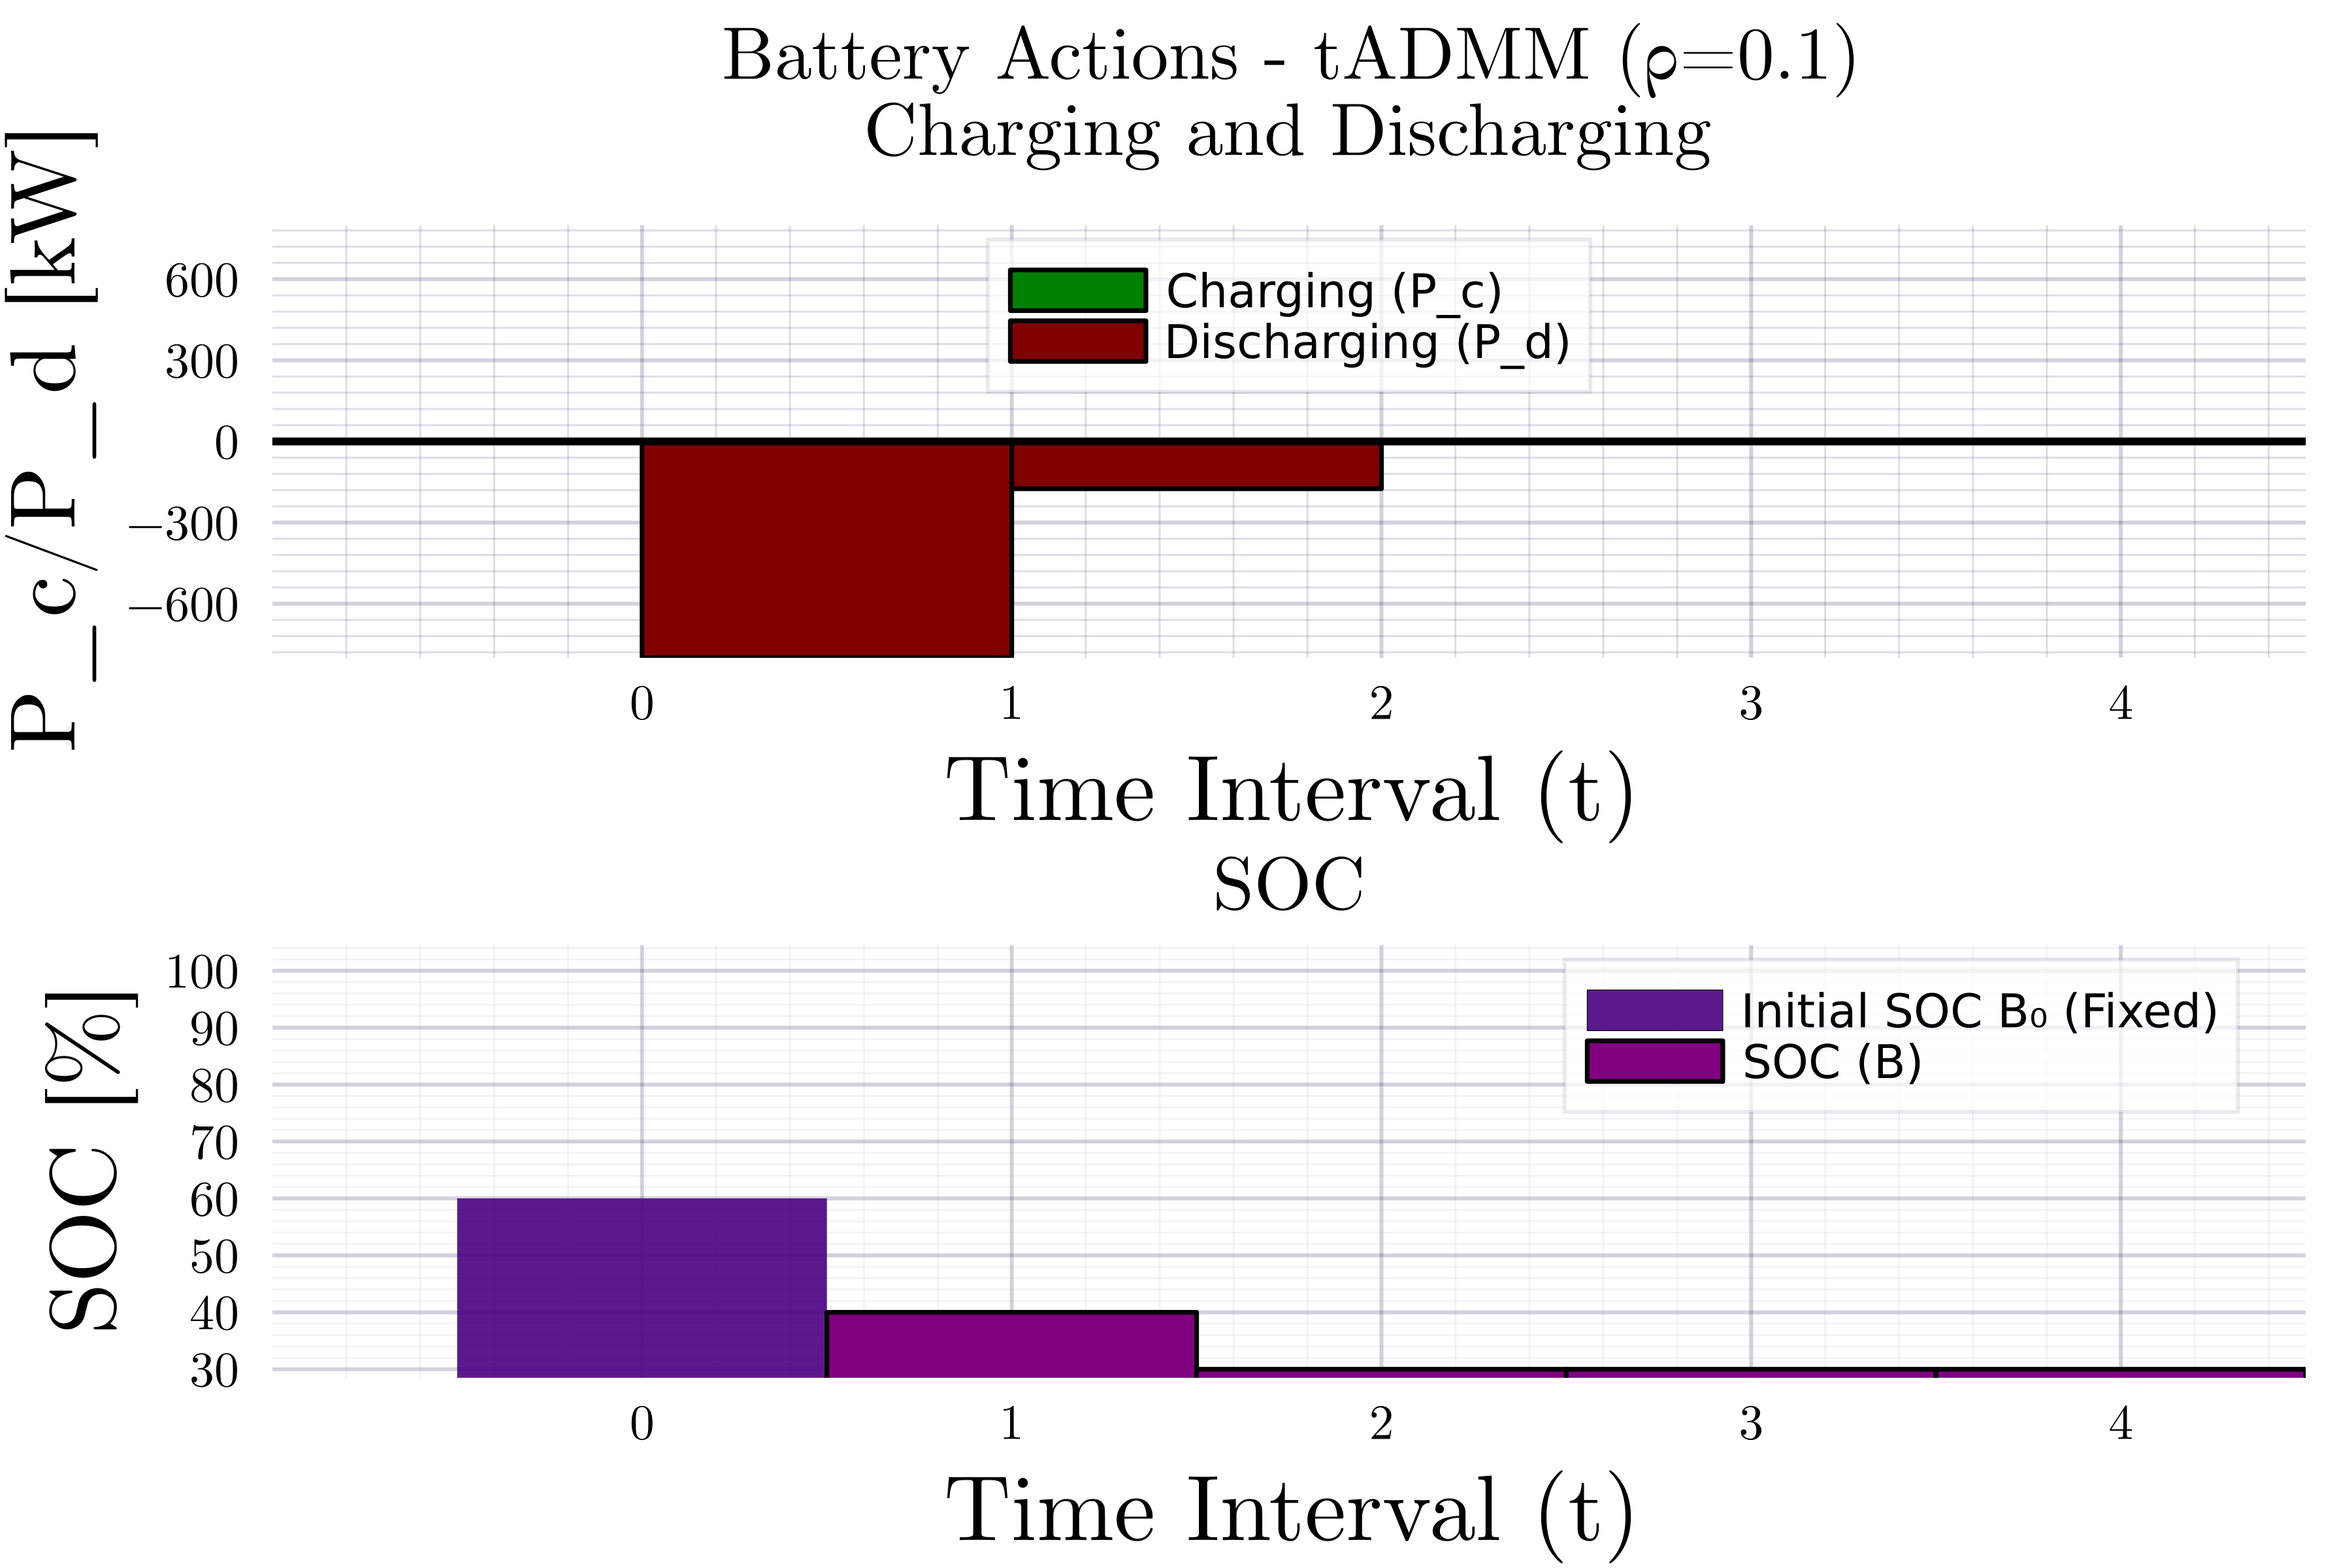 Battery Actions - tADMM (ρ=0.1)
Charging and Discharging
P_c/P_d [kW]
600
300
0
−300
−600
Charging (P_c)
Discharging (P_d)
0 1 2 3 4
Time Interval (t)
SOC
SOC [%]
100
90
80
70
60
50
40
30
Initial SOC B₀ (Fixed)
SOC (B)
0 1 2 3 4
Time Interval (t)